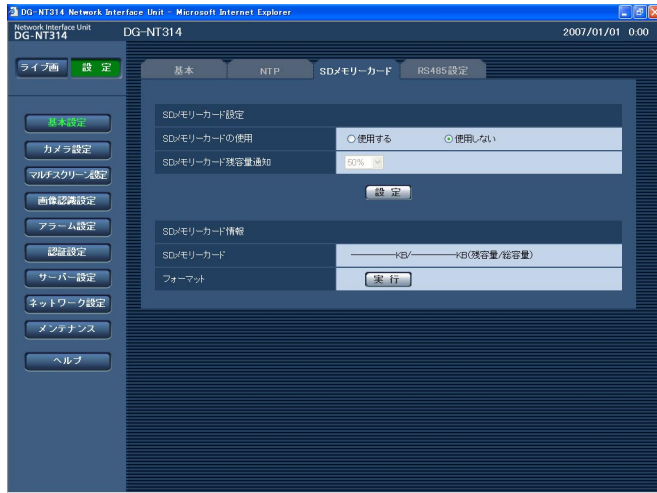 DG-NT314 Network Interface Unit - Microsoft Internet Explorer
Network Interface Unit
DG-NT314
DG-NT314
2007/01/01 0:00
ライブ画
設 定
基本
NTP
SDメモリーカード
RS485設定
基本設定
カメラ設定
マルチスクリーン設定
画像認識設定
アラーム設定
認証設定
サーバー設定
ネットワーク設定
メンテナンス
ヘルプ
SDメモリーカード設定
SDメモリーカードの使用 使用する 使用しない
SDメモリーカード残容量通知 50%
設 定
SDメモリーカード情報
SDメモリーカード ―――――KB/―――――KB(残容量/総容量)
フォーマット 実 行